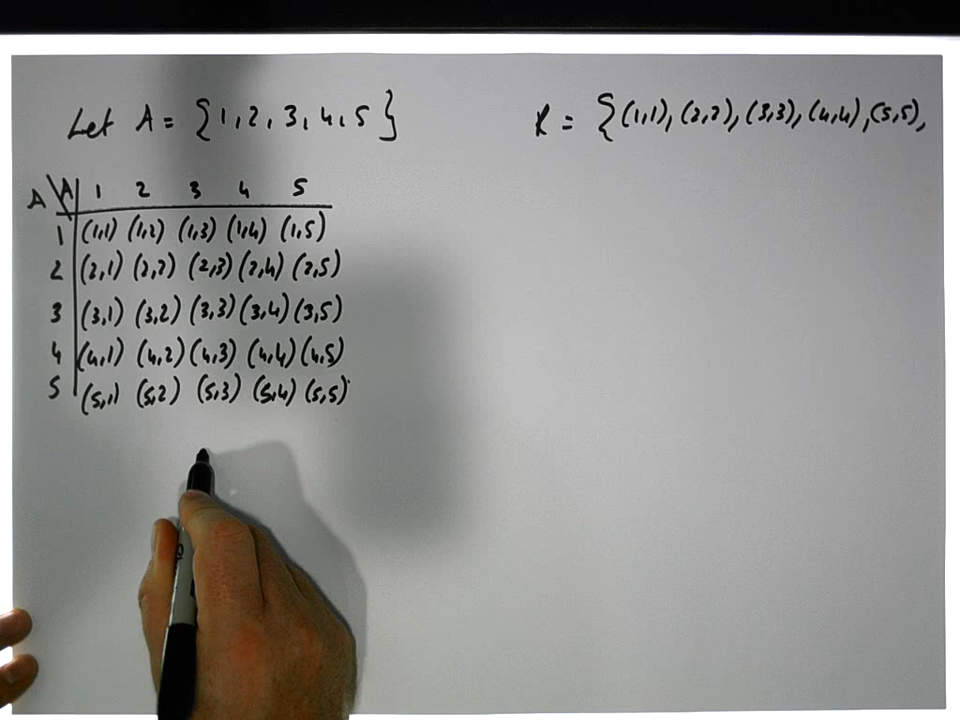 Let A = {1,2,3,4,5}
R = {(1,1), (2,2), (3,3), (4,4), (5,5),
A \ A | 1 2 3 4 5
1 | (1,1) (1,2) (1,3) (1,4) (1,5)
2 | (2,1) (2,2) (2,3) (2,4) (2,5)
3 | (3,1) (3,2) (3,3) (3,4) (3,5)
4 | (4,1) (4,2) (4,3) (4,4) (4,5)
5 | (5,1) (5,2) (5,3) (5,4) (5,5)